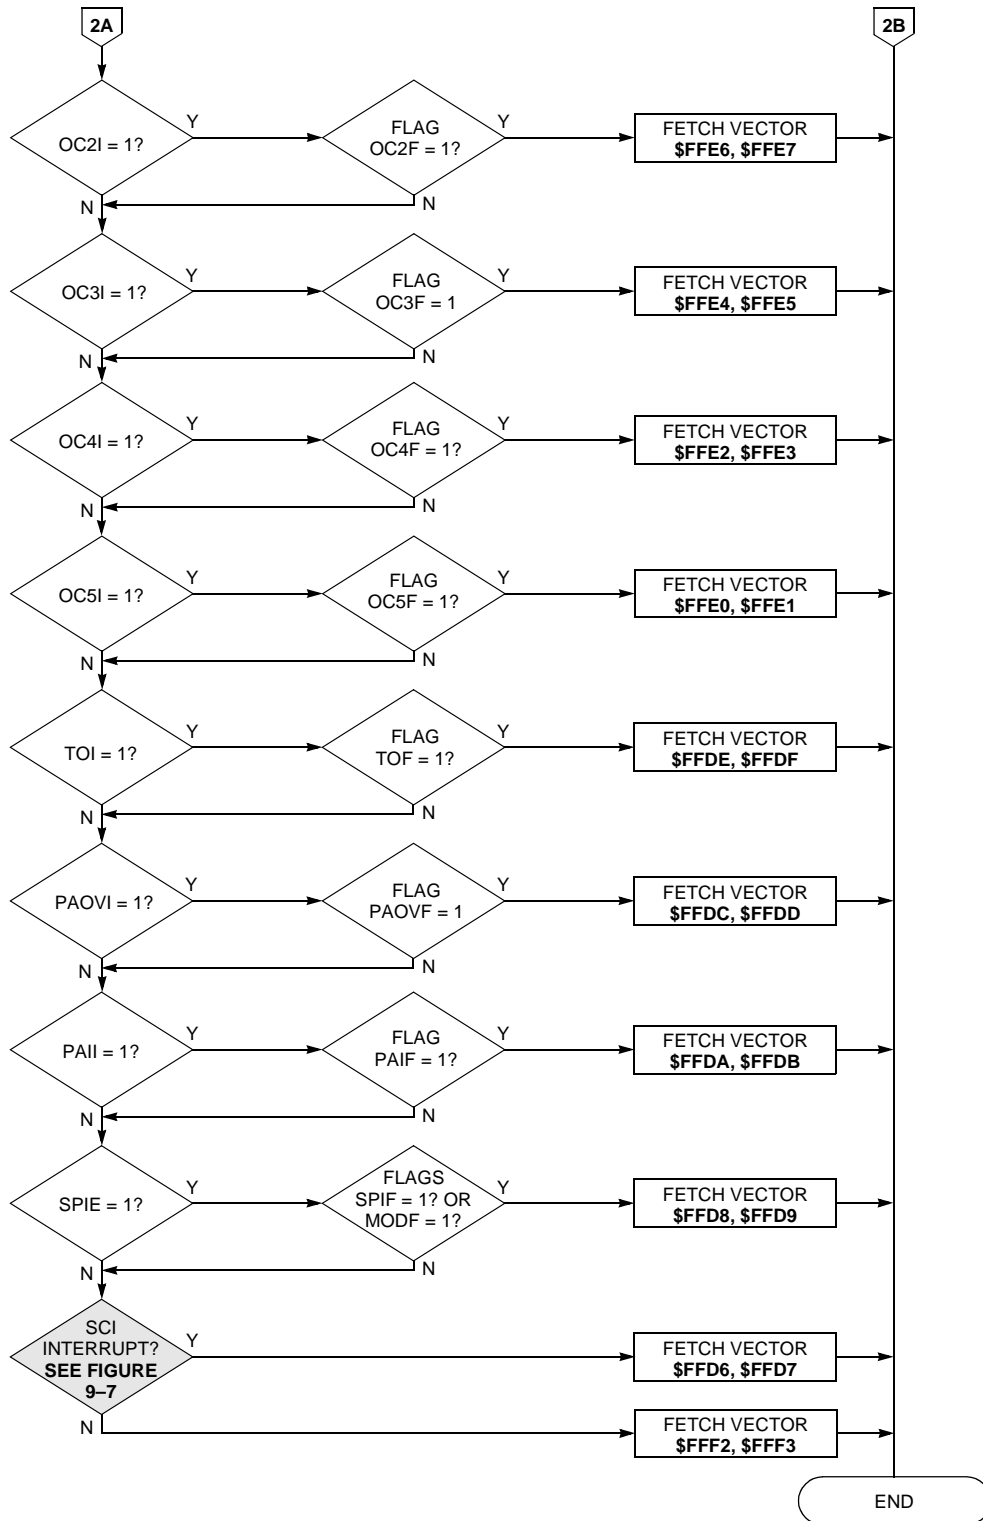 2A
2B
OC2I = 1?
Y
FLAG
OC2F = 1?
Y
FETCH VECTOR
$FFE6, $FFE7
N
N
OC3I = 1?
Y
FLAG
OC3F = 1
Y
FETCH VECTOR
$FFE4, $FFE5
N
N
OC4I = 1?
Y
FLAG
OC4F = 1?
Y
FETCH VECTOR
$FFE2, $FFE3
N
N
OC5I = 1?
Y
FLAG
OC5F = 1?
Y
FETCH VECTOR
$FFE0, $FFE1
N
N
TOI = 1?
Y
FLAG
TOF = 1?
Y
FETCH VECTOR
$FFDE, $FFDF
N
N
PAOVI = 1?
Y
FLAG
PAOVF = 1
Y
FETCH VECTOR
$FFDC, $FFDD
N
N
PAII = 1?
Y
FLAG
PAIF = 1?
Y
FETCH VECTOR
$FFDA, $FFDB
N
N
SPIE = 1?
Y
FLAGS
SPIF = 1? OR
MODF = 1?
Y
FETCH VECTOR
$FFD8, $FFD9
N
N
SCI
INTERRUPT?
SEE FIGURE
9–7
Y
FETCH VECTOR
$FFD6, $FFD7
N
FETCH VECTOR
$FFF2, $FFF3
END